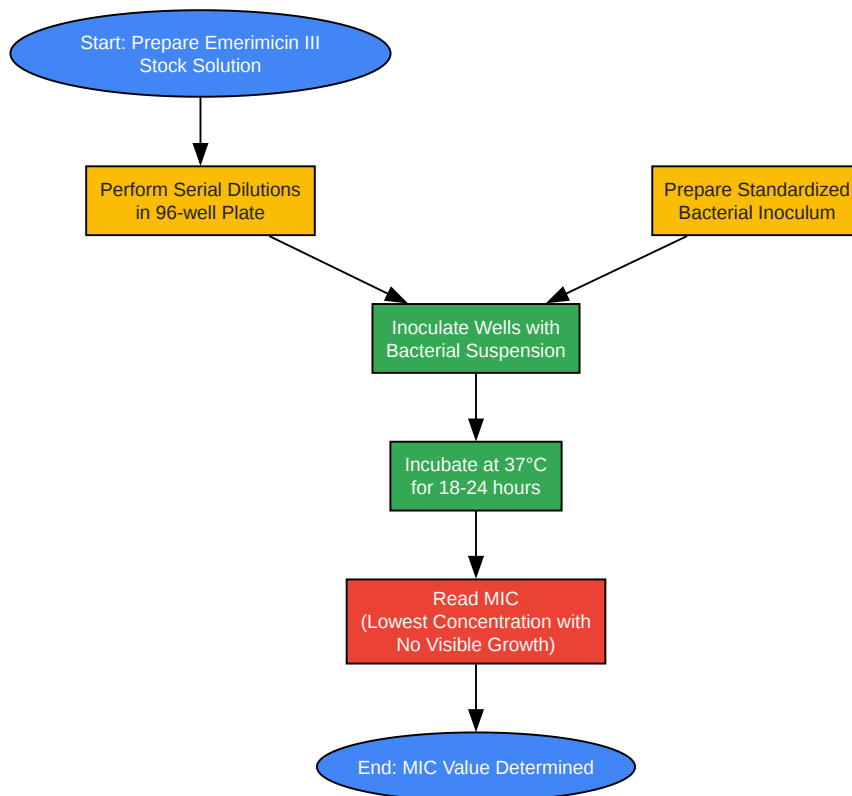 Start: Prepare Emerimicin III
Stock Solution
Perform Serial Dilutions
in 96-well Plate
Prepare Standardized
Bacterial Inoculum
Inoculate Wells with
Bacterial Suspension
Incubate at 37°C
for 18-24 hours
Read MIC
(Lowest Concentration with
No Visible Growth)
End: MIC Value Determined